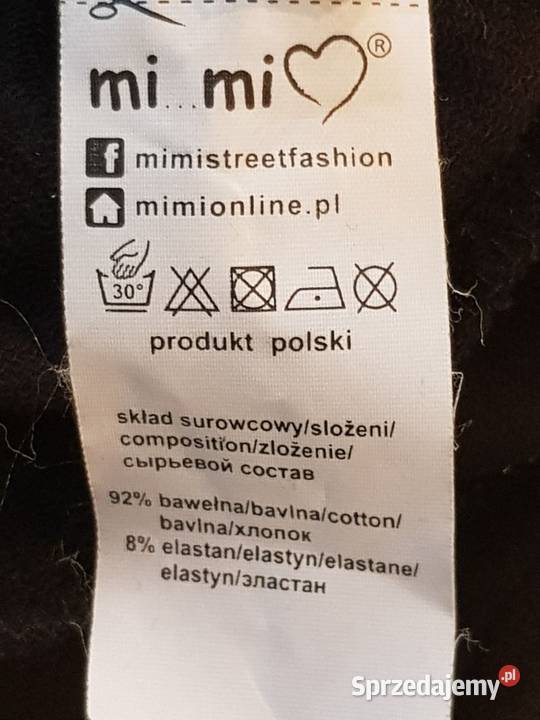 mi...mi ®
f mimistreetfashion
mimionline.pl
30°
produkt polski
skład surowcowy/složeni/
composition/zloženie/
сырьевой состав
92% bawełna/bavlna/cotton/
bavlna/хлопок
8% elastan/elastyn/elastane/
elastyn/эластан
Sprzedajemy.pl